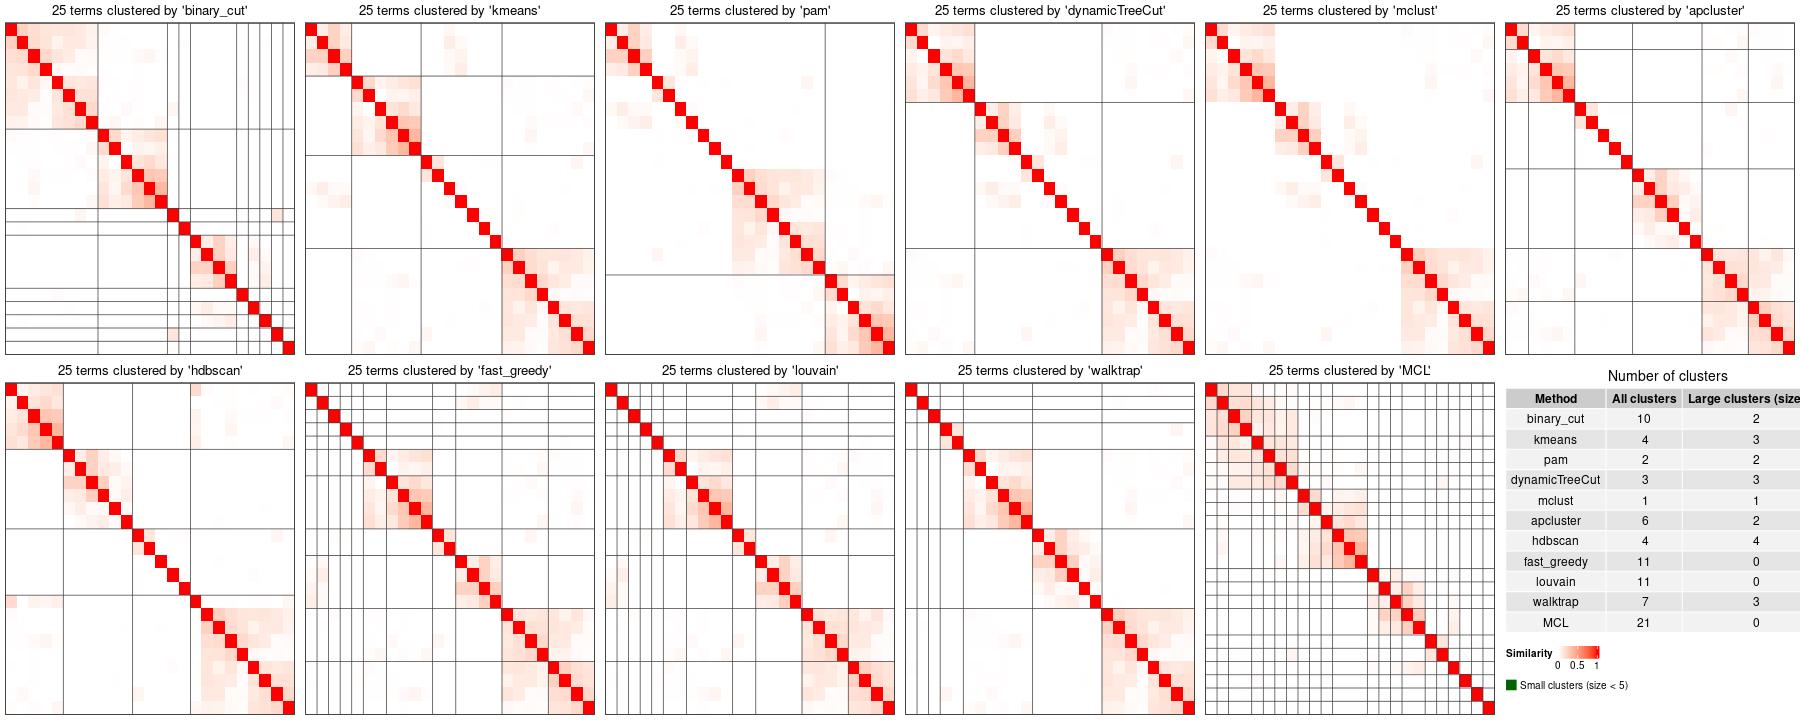 25 terms clustered by 'binary_cut'
25 terms clustered by 'kmeans'
25 terms clustered by 'pam'
25 terms clustered by 'dynamicTreeCut'
25 terms clustered by 'mclust'
25 terms clustered by 'apcluster'
25 terms clustered by 'hdbscan'
25 terms clustered by 'fast_greedy'
25 terms clustered by 'louvain'
25 terms clustered by 'walktrap'
25 terms clustered by 'MCL'
Number of clusters
Method All clusters Large clusters (size
binary_cut 10 2
kmeans 4 3
pam 2 2
dynamicTreeCut 3 3
mclust 1 1
apcluster 6 2
hdbscan 4 4
fast_greedy 11 0
louvain 11 0
walktrap 7 3
MCL 21 0
Similarity
0 0.5 1
Small clusters (size < 5)